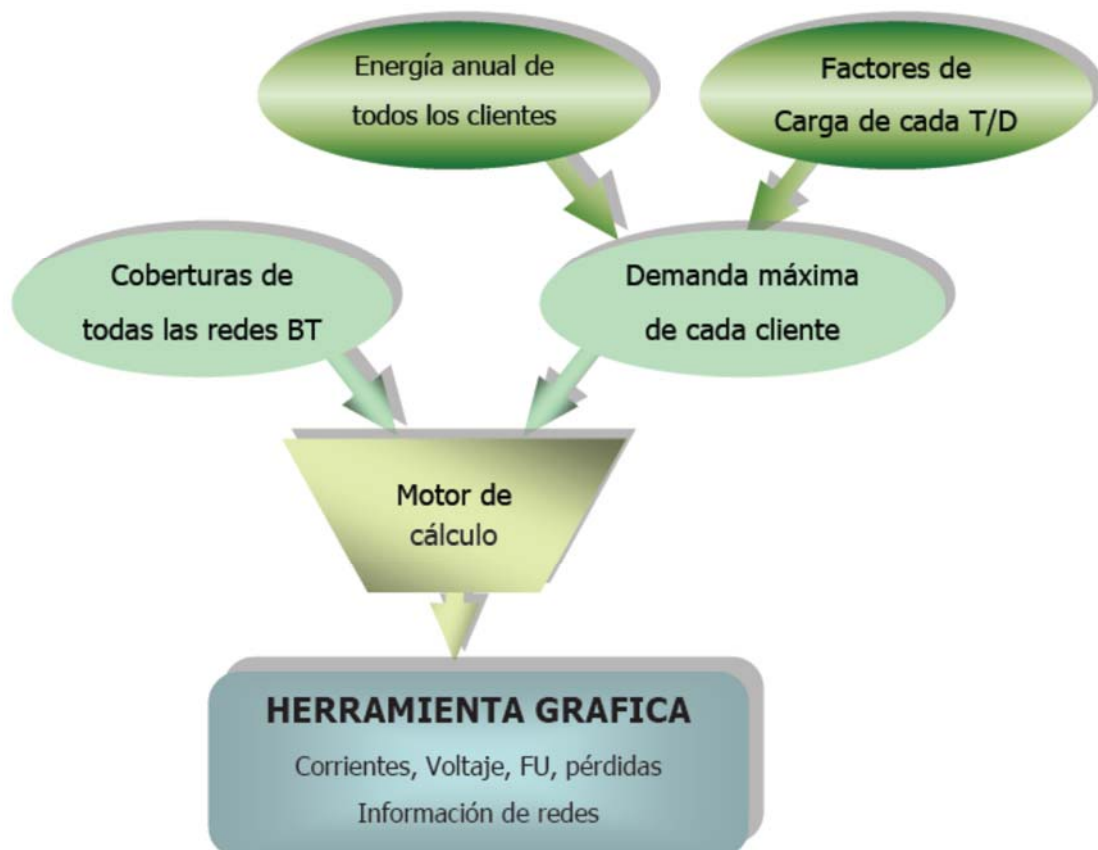 Energía anual de
todos los clientes
Factores de
Carga de cada T/D
Coberturas de
todas las redes BT
Demanda máxima
de cada cliente
Motor de
cálculo
HERRAMIENTA GRAFICA
Corrientes, Voltaje, FU, pérdidas
Información de redes